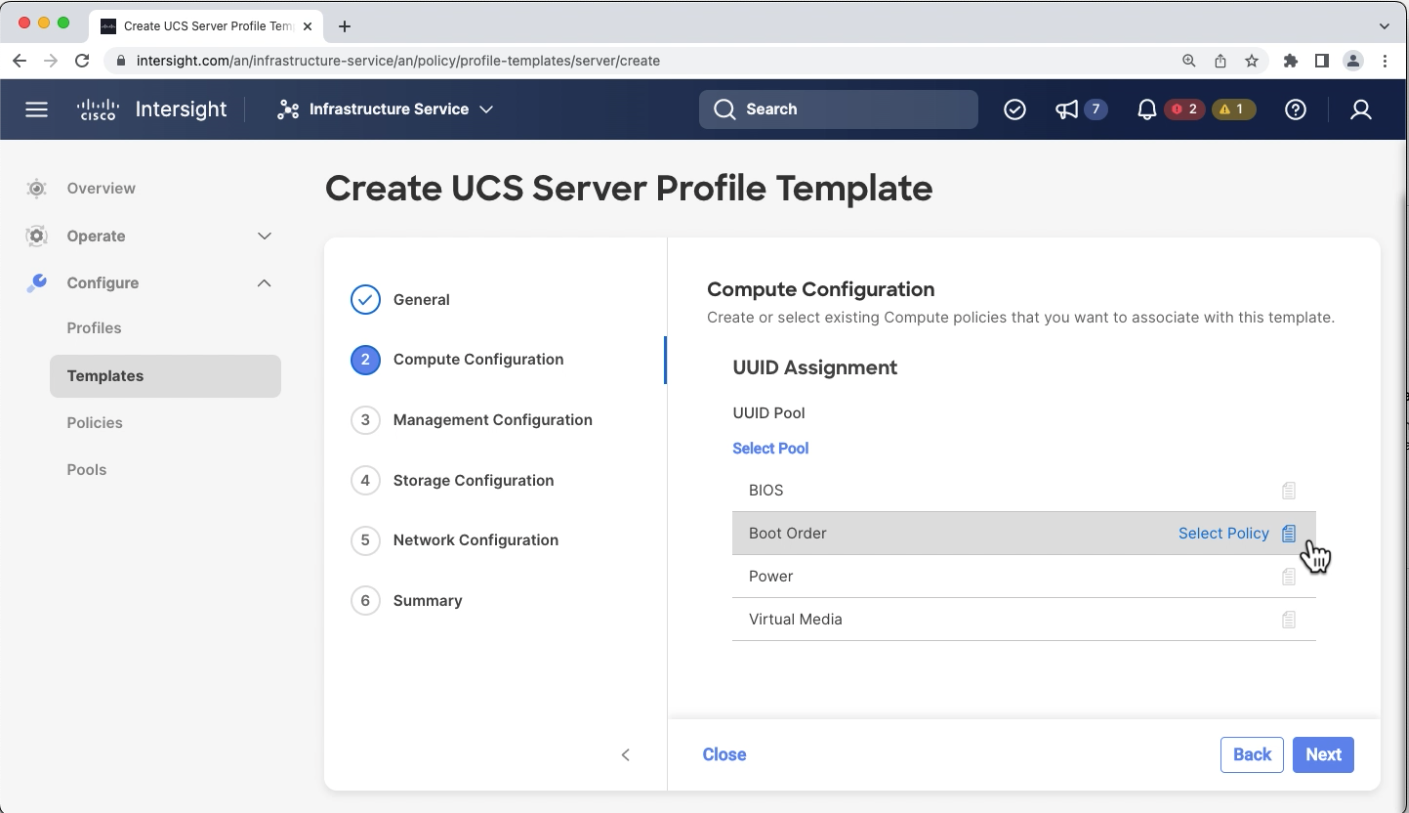 Create UCS Server Profile Tem
intersight.com/an/infrastructure-service/an/policy/profile-templates/server/create
cisco Intersight Infrastructure Service Search 7 2 1
Overview
Operate
Configure
Profiles
Templates
Policies
Pools
Create UCS Server Profile Template
General
2 Compute Configuration
3 Management Configuration
4 Storage Configuration
5 Network Configuration
6 Summary
Compute Configuration
Create or select existing Compute policies that you want to associate with this template.
UUID Assignment
UUID Pool
Select Pool
BIOS
Boot Order Select Policy
Power
Virtual Media
Close Back Next